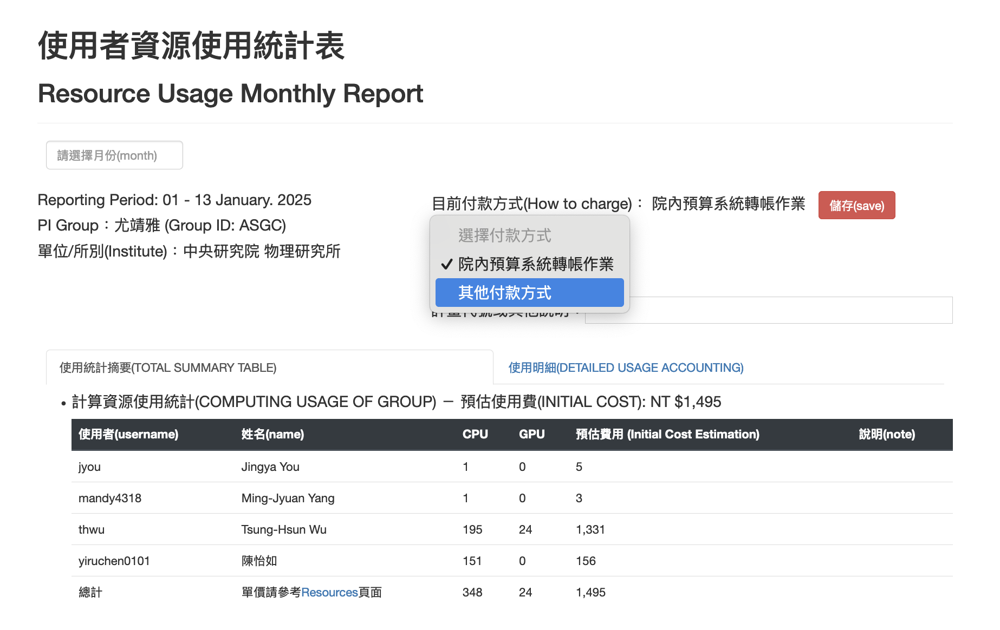 使用者資源使用統計表
Resource Usage Monthly Report
請選擇月份(month)
Reporting Period: 01 - 13 January. 2025
PI Group：尤靖雅 (Group ID: ASGC)
單位/所別(Institute)：中央研究院 物理研究所
目前付款方式(How to charge)： 院內預算系統轉帳作業 儲存(save)
選擇付款方式
✓ 院內預算系統轉帳作業
其他付款方式
計畫代號或其他說明：
使用統計摘要(TOTAL SUMMARY TABLE) 使用明細(DETAILED USAGE ACCOUNTING)
• 計算資源使用統計(COMPUTING USAGE OF GROUP) － 預估使用費(INITIAL COST): NT $1,495
使用者(username) 姓名(name) CPU GPU 預估費用 (Initial Cost Estimation) 說明(note)
jyou Jingya You 1 0 5
mandy4318 Ming-Jyuan Yang 1 0 3
thwu Tsung-Hsun Wu 195 24 1,331
yiruchen0101 陳怡如 151 0 156
總計 單價請參考Resources頁面 348 24 1,495